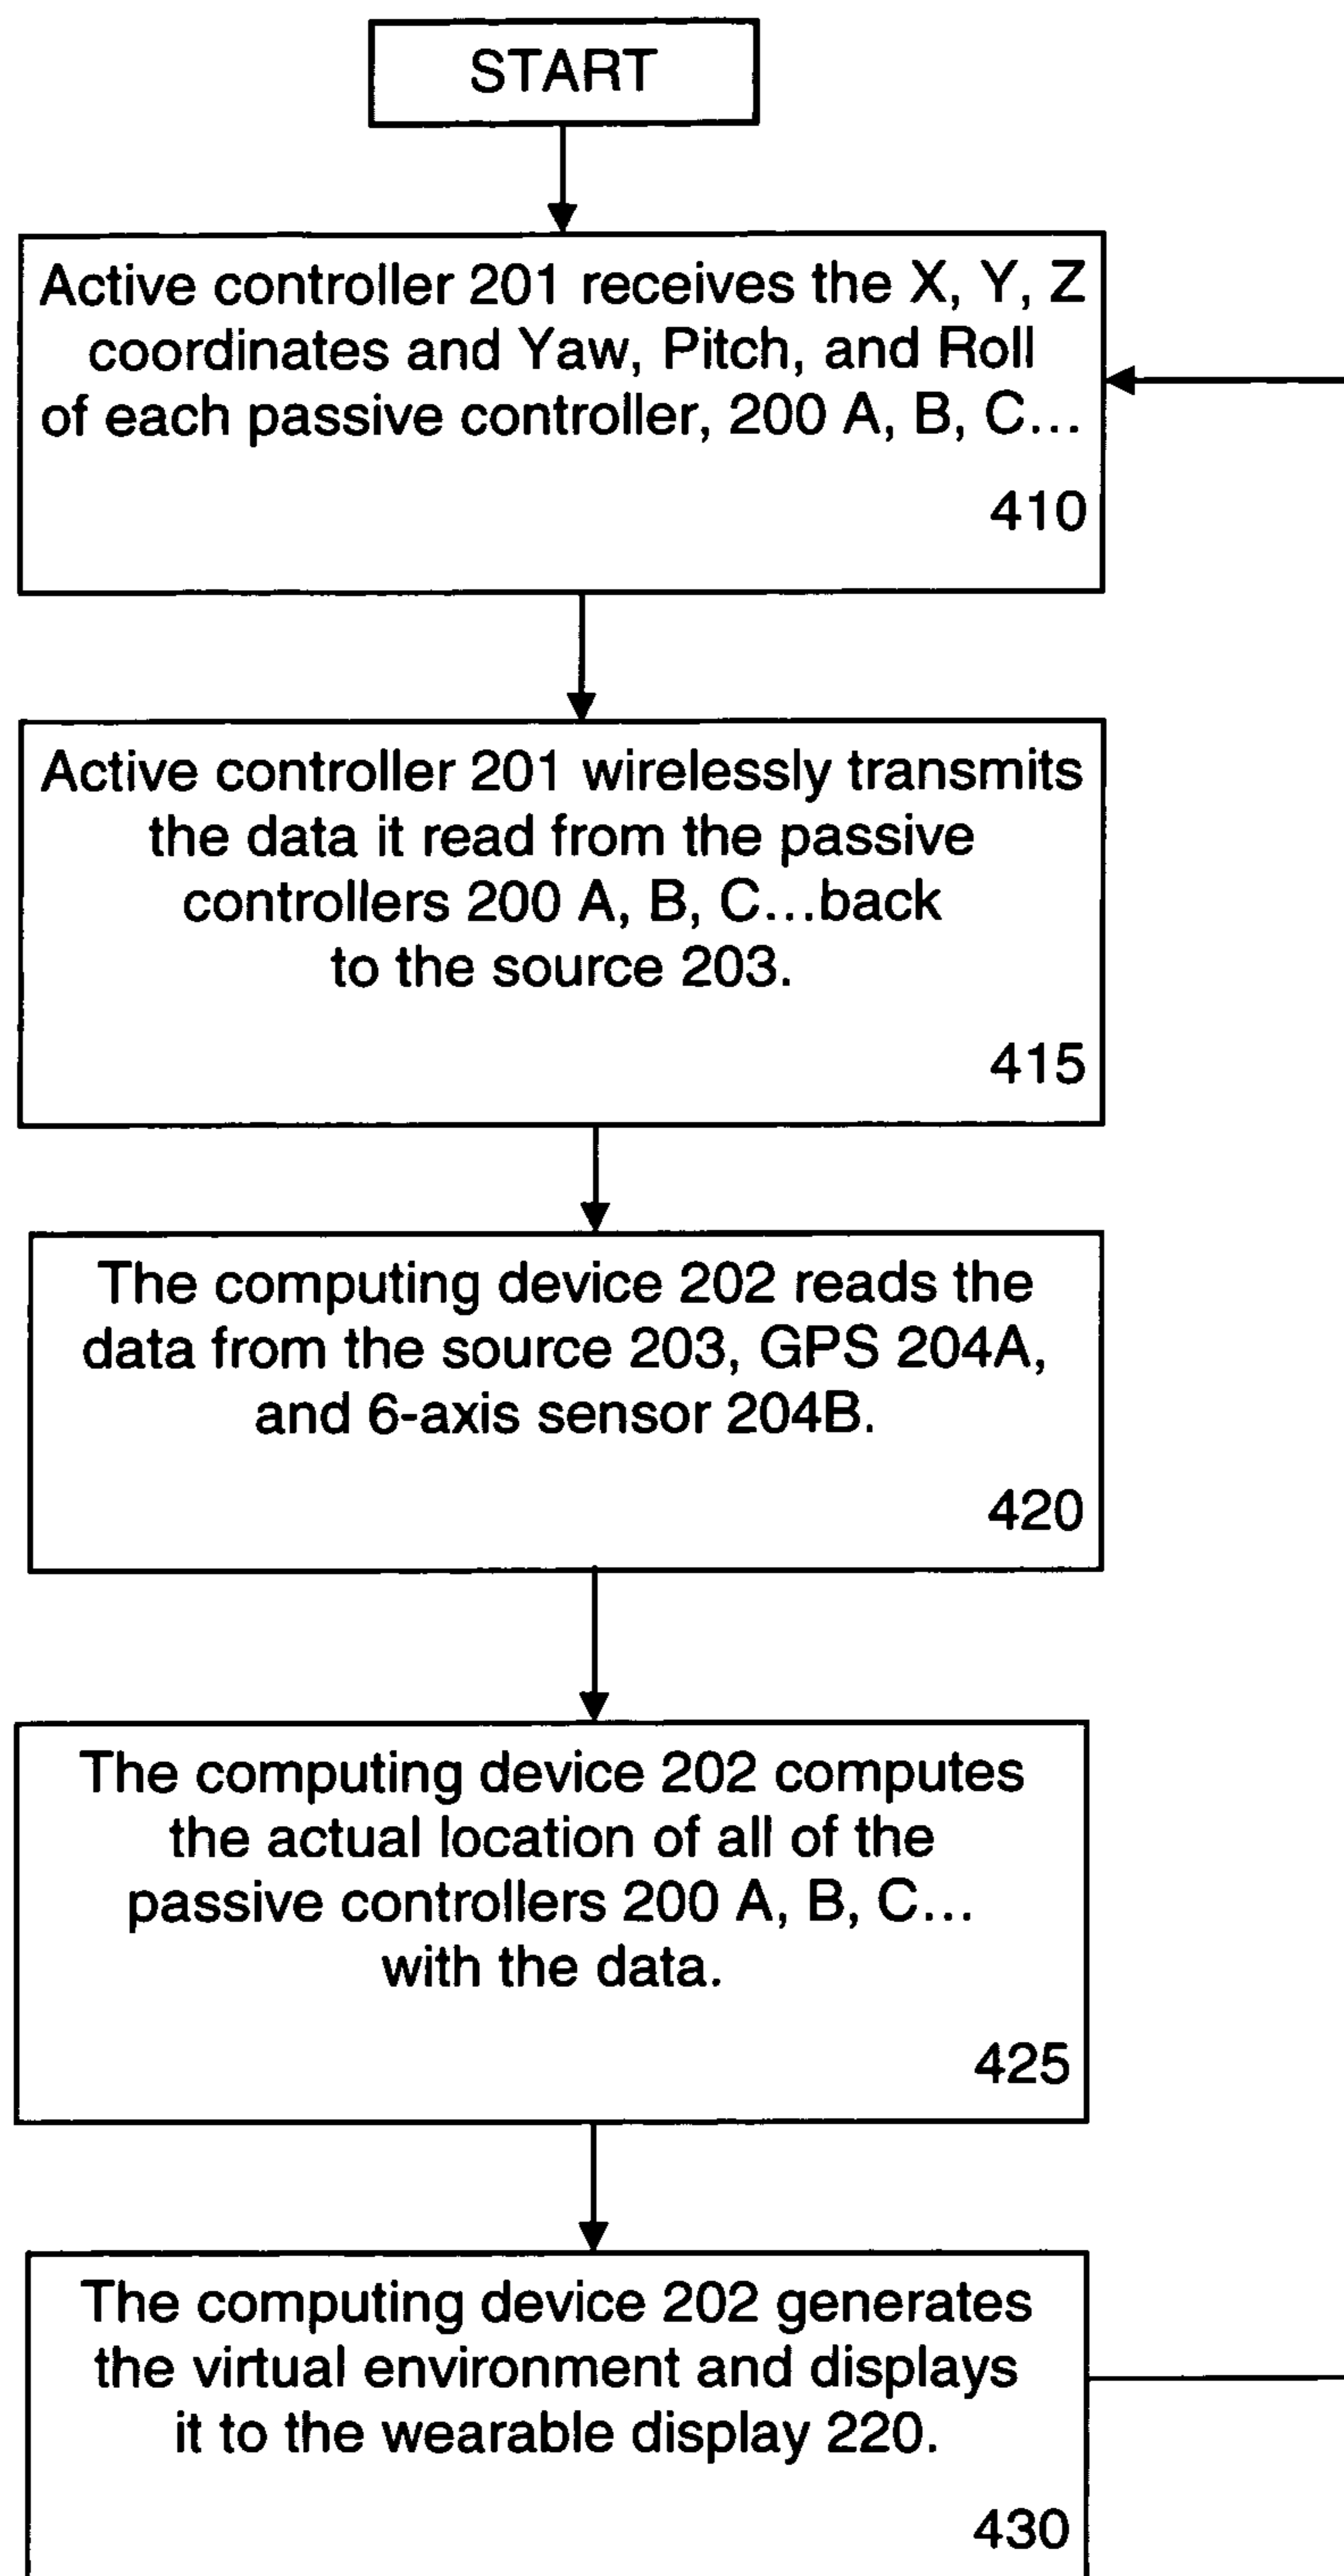 START
Active controller 201 receives the X, Y, Z
coordinates and Yaw, Pitch, and Roll
of each passive controller, 200 A, B, C...
410
Active controller 201 wirelessly transmits
the data it read from the passive
controllers 200 A, B, C...back
to the source 203.
415
The computing device 202 reads the
data from the source 203, GPS 204A,
and 6-axis sensor 204B.
420
The computing device 202 computes
the actual location of all of the
passive controllers 200 A, B, C...
with the data.
425
The computing device 202 generates
the virtual environment and displays
it to the wearable display 220.
430